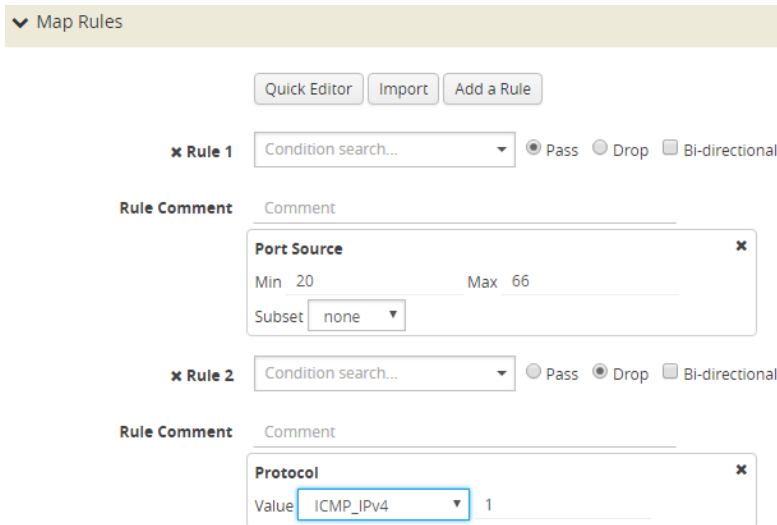 Map Rules
Quick Editor Import Add a Rule
Rule 1 Condition search... Pass Drop Bi-directional
Rule Comment Comment
Port Source
Min 20 Max 66
Subset none
Rule 2 Condition search... Pass Drop Bi-directional
Rule Comment Comment
Protocol
Value ICMP_IPv4 1